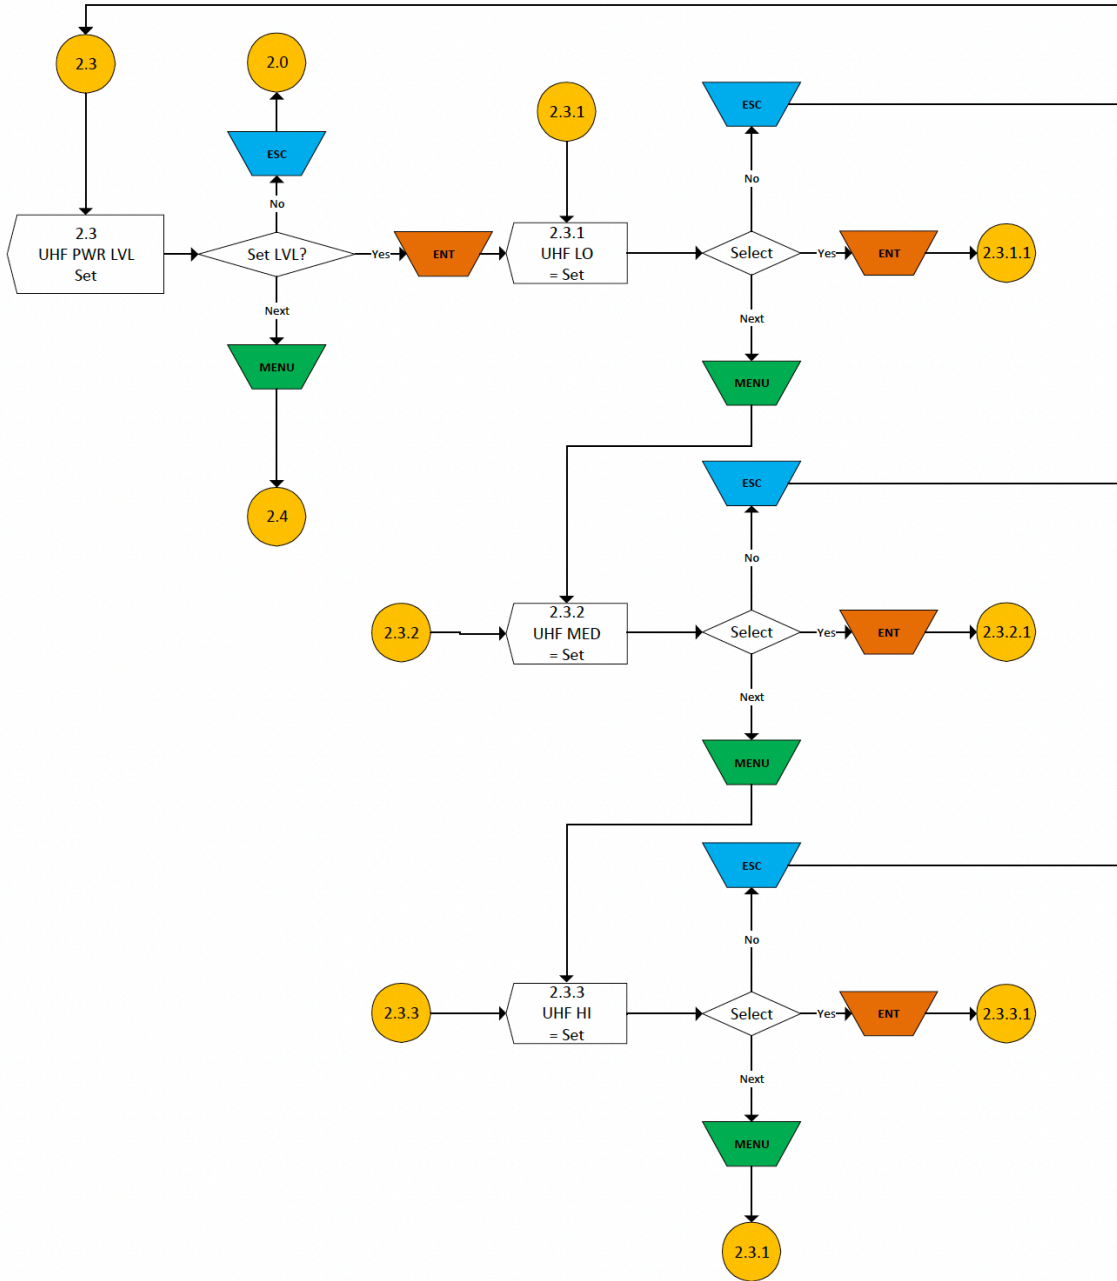 2.3
2.0
2.3.1
ESC
ESC
No
No
2.3
UHF PWR LVL
Set
Set LVL?
Yes
ENT
2.3.1
UHF LO
= Set
Select
Yes
ENT
2.3.1.1
Next
Next
MENU
MENU
ESC
2.4
No
2.3.2
2.3.2
UHF MED
= Set
Select
Yes
ENT
2.3.2.1
Next
MENU
ESC
No
2.3.3
2.3.3
UHF HI
= Set
Select
Yes
ENT
2.3.3.1
Next
MENU
2.3.1